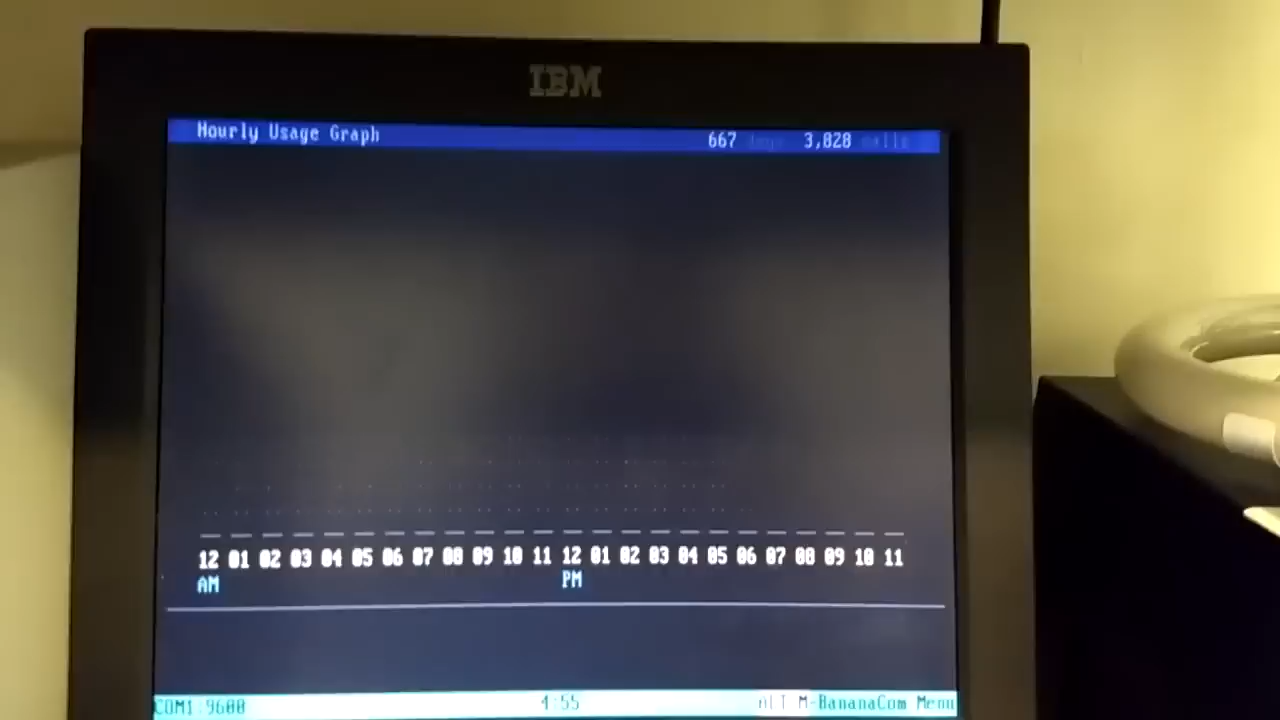 IBM
Hourly Usage Graph 667 days 3,828 calls
12 01 02 03 04 05 06 07 08 09 10 11 12 01 02 03 04 05 06 07 08 09 10 11
AM PM
COM1:9600 4:55 ALT M-BananaCom Menu